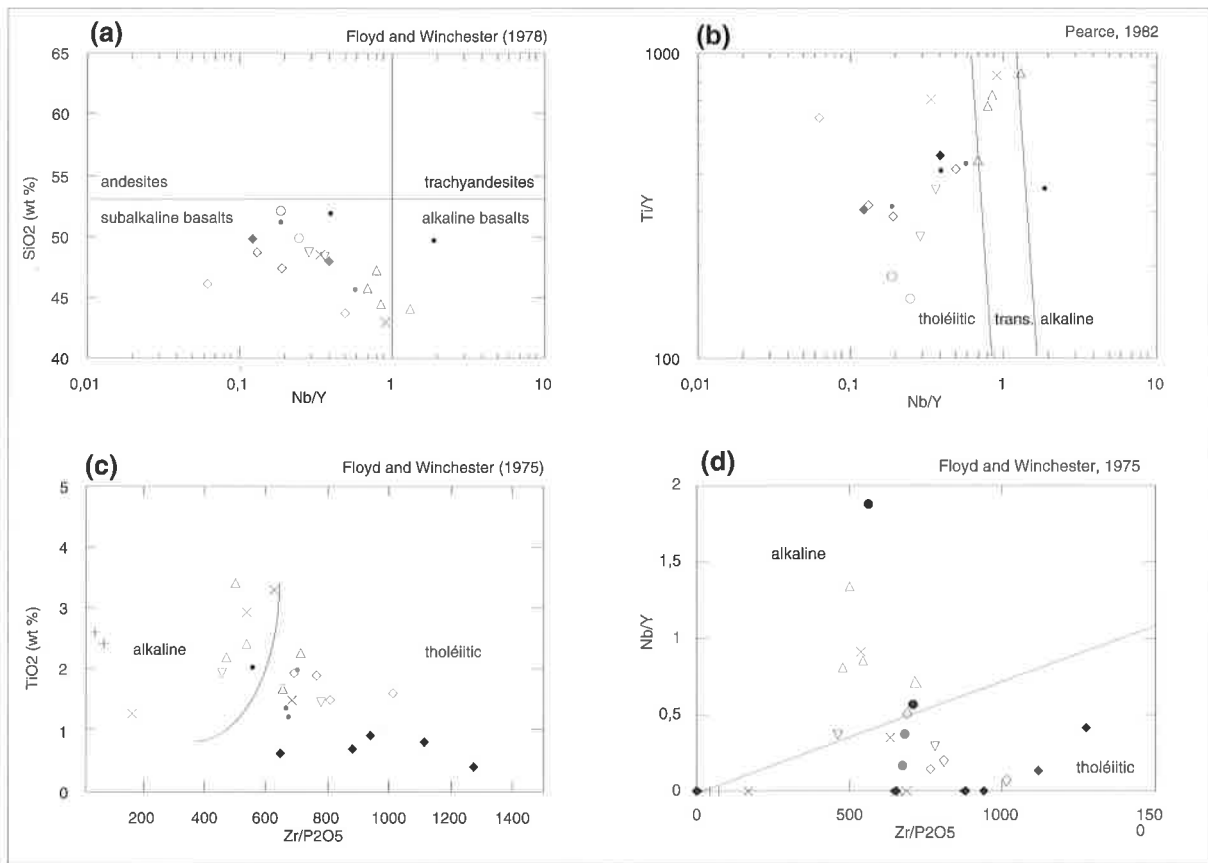 (a)
Floyd and Winchester (1978)
65
60
55
50
45
40
SiO2 (wt %)
andesites
trachyandesites
subalkaline basalts
alkaline basalts
0,01
0,1
1
10
Nb/Y
(b)
Pearce, 1982
1000
100
Ti/Y
tholéiitic
trans.
alkaline
0,01
0,1
1
10
Nb/Y
(c)
Floyd and Winchester (1975)
5
4
3
2
1
0
TiO2 (wt %)
alkaline
tholéiitic
200
400
600
800
1000
1200
1400
Zr/P2O5
(d)
Floyd and Winchester, 1975
2
1,5
1
0,5
0
Nb/Y
alkaline
tholéiitic
0
500
1000
150
0
Zr/P2O5